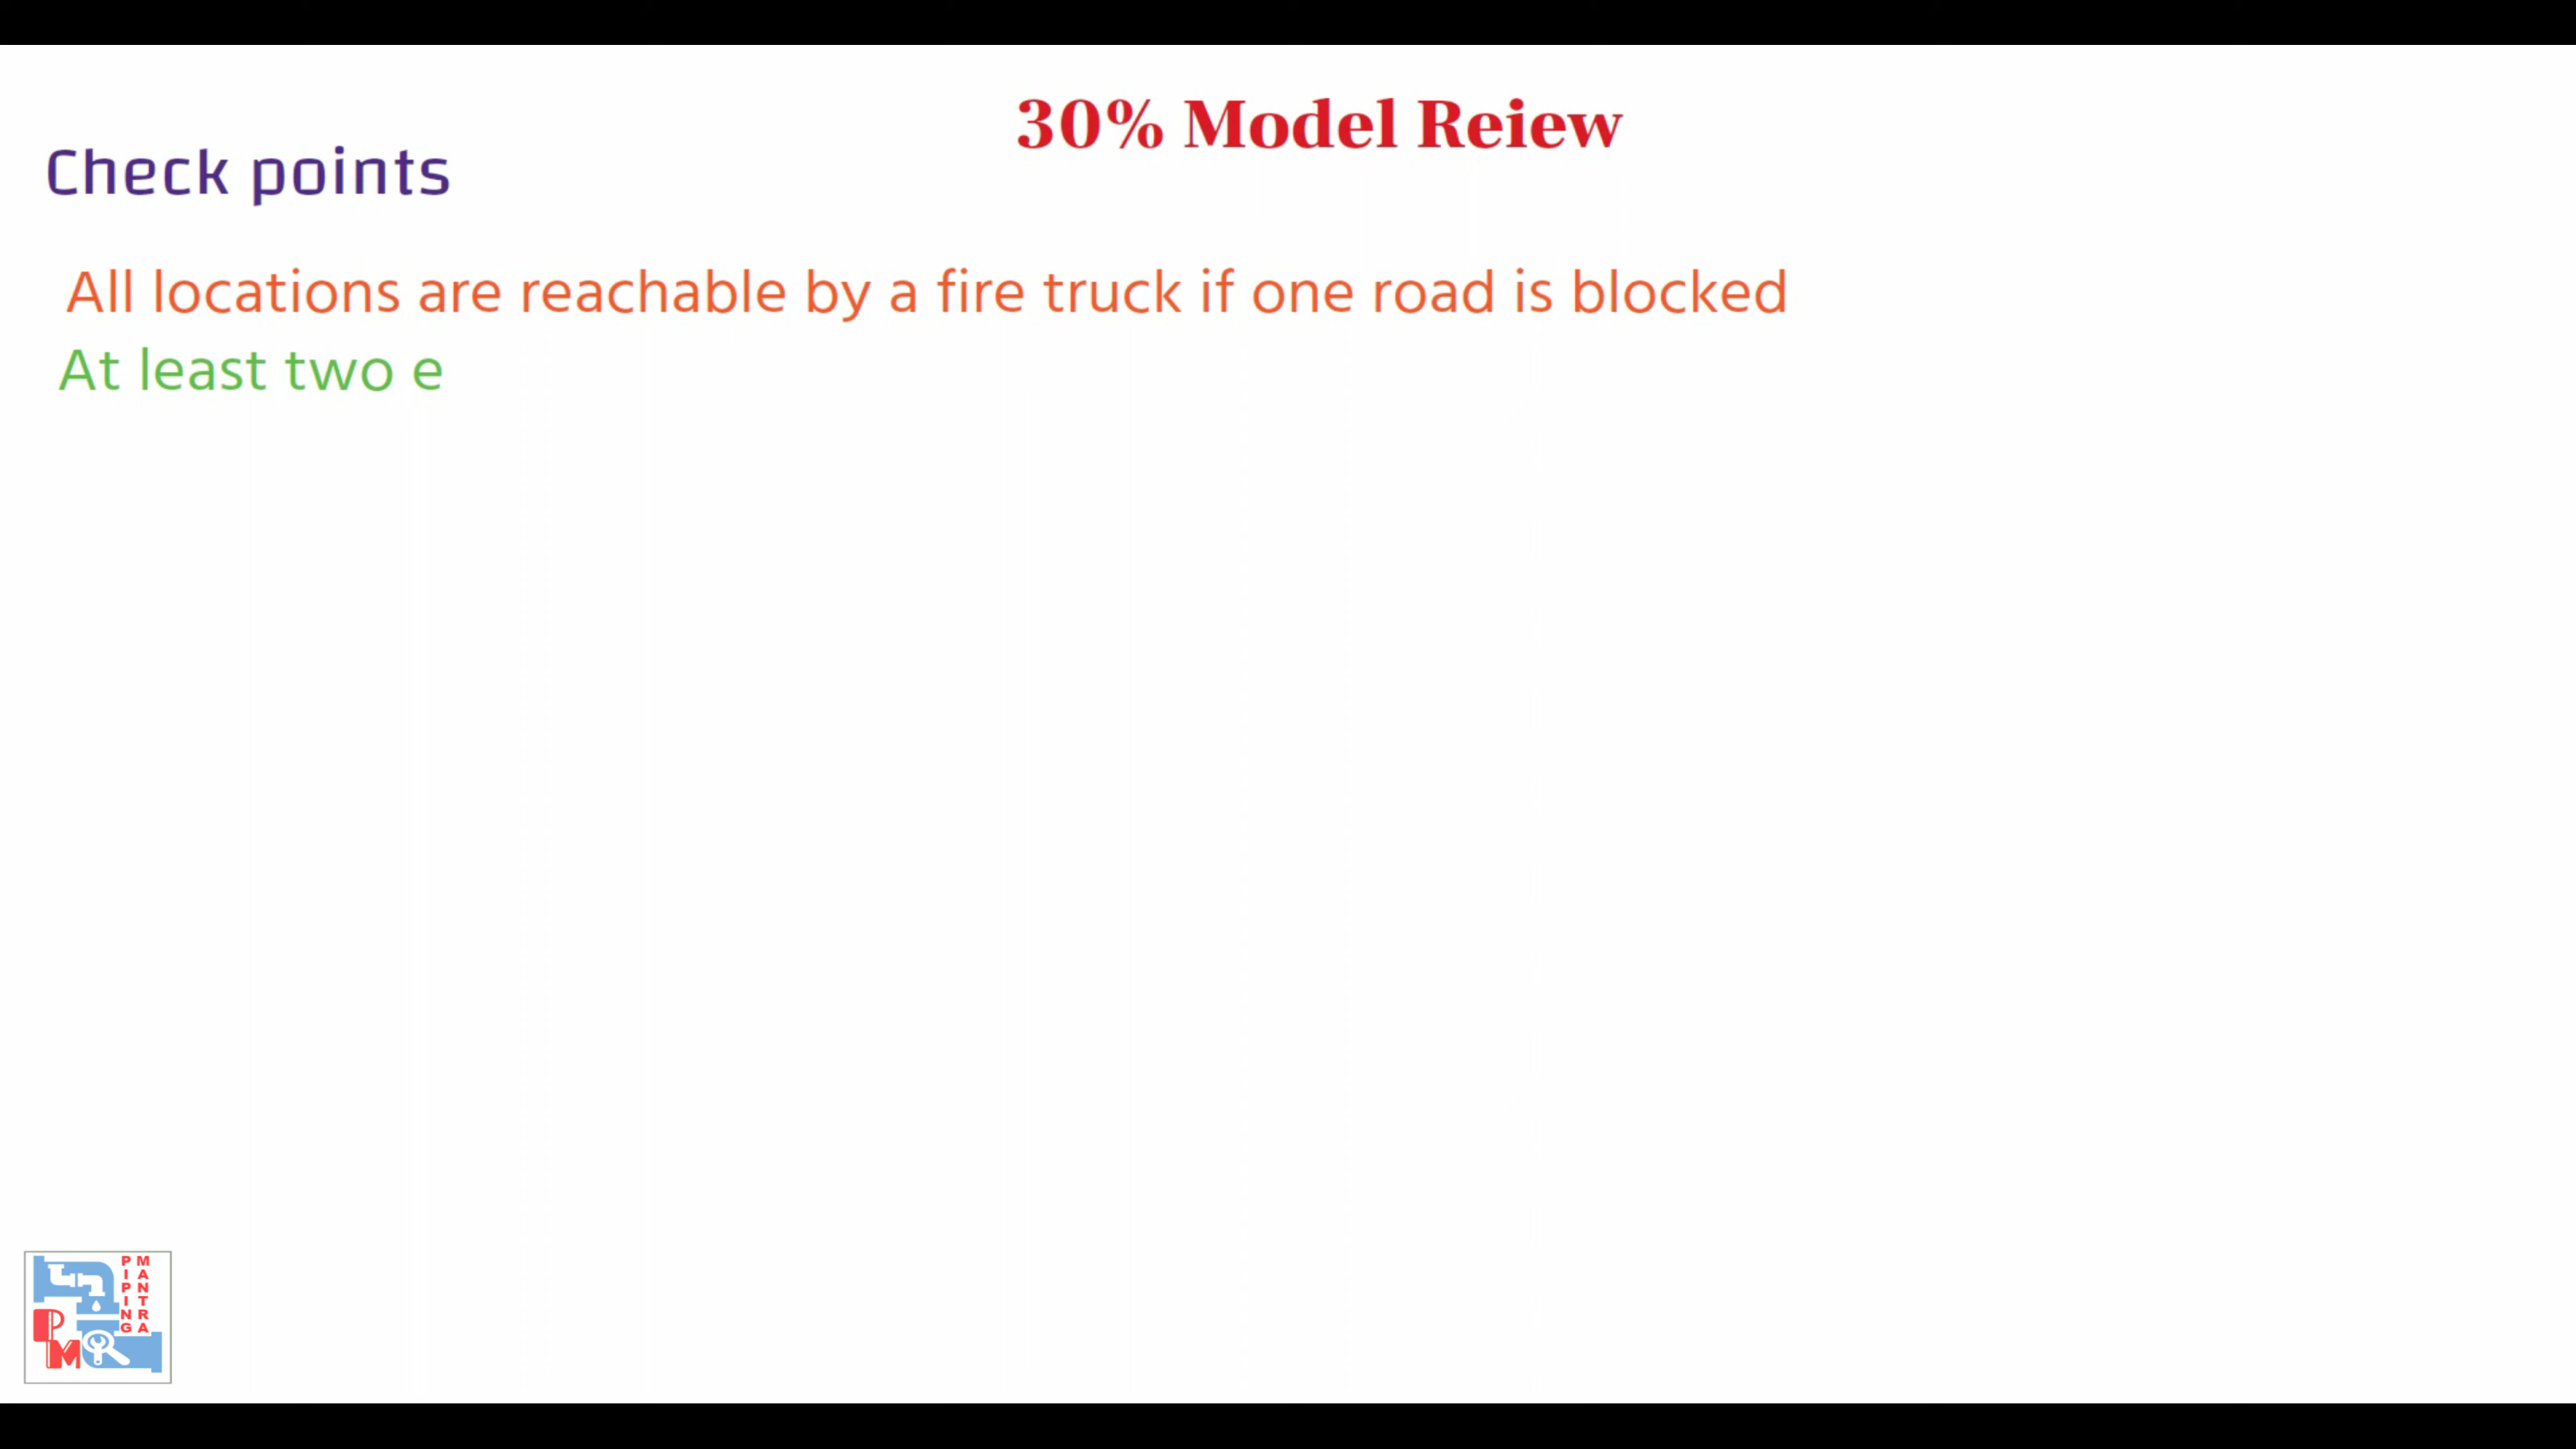 30% Model Reiew
Check points
All locations are reachable by a fire truck if one road is blocked
At least two e
PIPING
MANTRA
PM